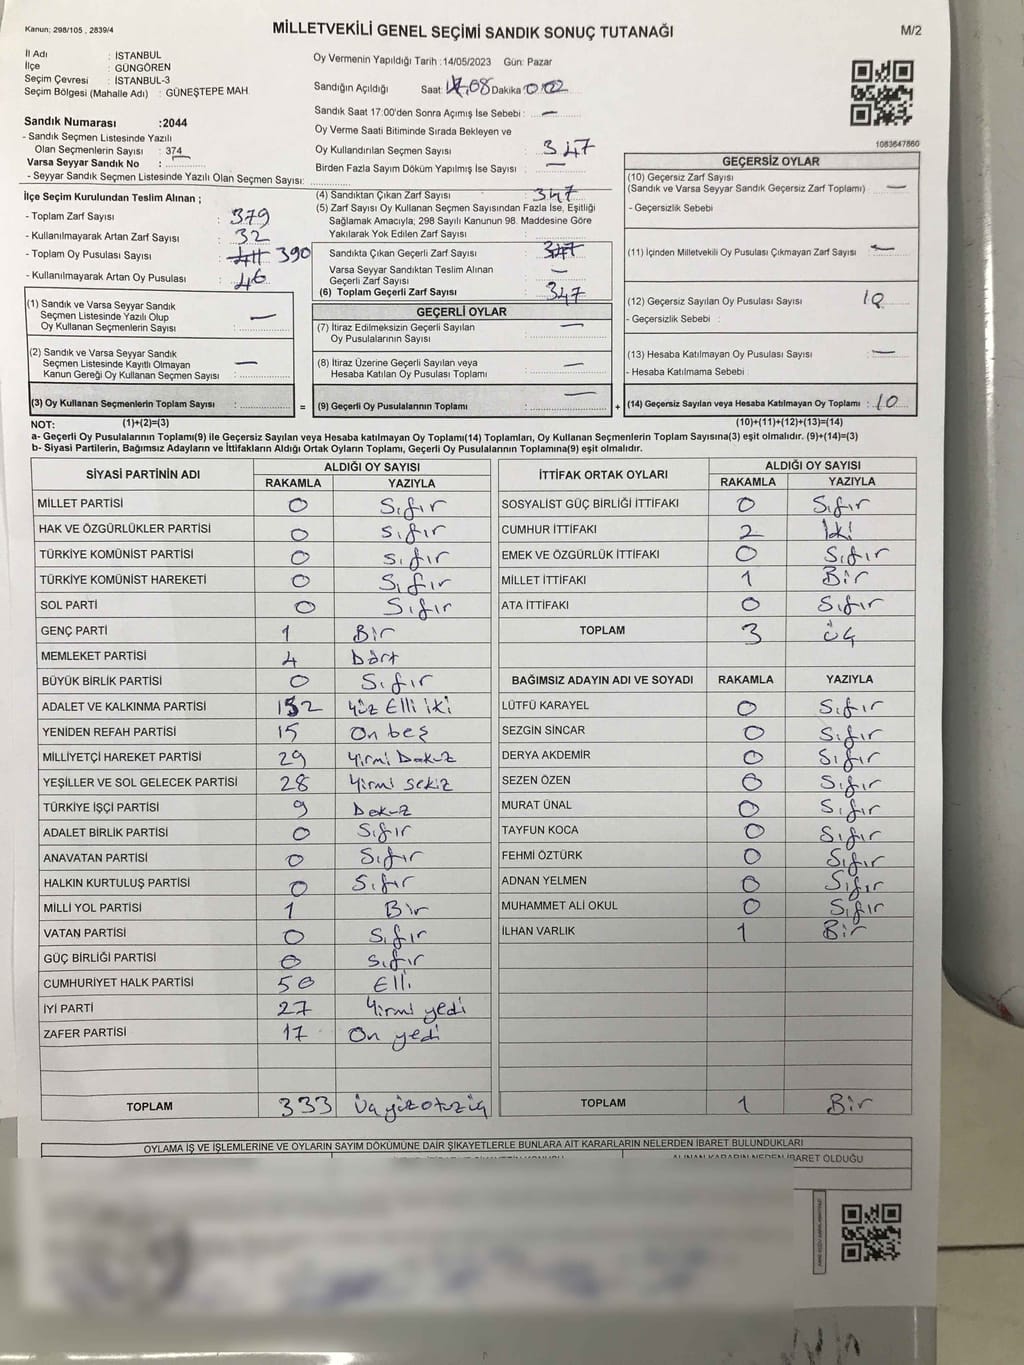 Kanun; 298/105 , 2839/4
MİLLETVEKİLİ GENEL SEÇİMİ SANDIK SONUÇ TUTANAĞI
M/2
İl Adı : İSTANBUL
İlçe : GÜNGÖREN
Seçim Çevresi : İSTANBUL-3
Seçim Bölgesi (Mahalle Adı) : GÜNEŞTEPE MAH.
Sandık Numarası :2044
- Sandık Seçmen Listesinde Yazılı
Olan Seçmenlerin Sayısı : 374
Varsa Seyyar Sandık No :
- Seyyar Sandık Seçmen Listesinde Yazılı Olan Seçmen Sayısı:
İlçe Seçim Kurulundan Teslim Alınan ;
- Toplam Zarf Sayısı : 379
- Kullanılmayarak Artan Zarf Sayısı : 32
- Toplam Oy Pusulası Sayısı : 390
- Kullanılmayarak Artan Oy Pusulası : 46
Oy Vermenin Yapıldığı Tarih :14/05/2023 Gün: Pazar
Sandığın Açıldığı Saat: Dakika:
Sandık Saat 17:00'den Sonra Açımış İse Sebebi : —
Oy Verme Saati Bitiminde Sırada Bekleyen ve
Oy Kullandırılan Seçmen Sayısı : 347
Birden Fazla Sayım Döküm Yapılmış İse Sayısı : —
(4) Sandıktan Çıkan Zarf Sayısı : 347
(5) Zarf Sayısı Oy Kullanan Seçmen Sayısından Fazla İse, Eşitliği
Sağlamak Amacıyla; 298 Sayılı Kanunun 98. Maddesine Göre
Yakılarak Yok Edilen Zarf Sayısı :
Sandıkta Çıkan Geçerli Zarf Sayısı : 347
Varsa Seyyar Sandıktan Teslim Alınan
Geçerli Zarf Sayısı : —
(6) Toplam Geçerli Zarf Sayısı : 347
1083647860
GEÇERSİZ OYLAR
(10) Geçersiz Zarf Sayısı
(Sandık ve Varsa Seyyar Sandık Geçersiz Zarf Toplamı) : —
- Geçersizlik Sebebi
(11) İçinden Milletvekili Oy Pusulası Çıkmayan Zarf Sayısı : —
(12) Geçersiz Sayılan Oy Pusulası Sayısı : 10
- Geçersizlik Sebebi :
(13) Hesaba Katılmayan Oy Pusulası Sayısı : —
- Hesaba Katılmama Sebebi :
(14) Geçersiz Sayılan veya Hesaba Katılmayan Oy Toplamı : 10
(1) Sandık ve Varsa Seyyar Sandık
Seçmen Listesinde Yazılı Olup
Oy Kullanan Seçmenlerin Sayısı : —
(2) Sandık ve Varsa Seyyar Sandık
Seçmen Listesinde Kayıtlı Olmayan
Kanun Gereği Oy Kullanan Seçmen Sayısı : —
(3) Oy Kullanan Seçmenlerin Toplam Sayısı :
=
GEÇERLİ OYLAR
(7) İtiraz Edilmeksizin Geçerli Sayılan
Oy Pusulalarının Sayısı : —
(8) İtiraz Üzerine Geçerli Sayılan veya
Hesaba Katılan Oy Pusulası Toplamı : —
(9) Geçerli Oy Pusulalarının Toplamı : —
+
NOT: (1)+(2)=(3) (10)+(11)+(12)+(13)=(14)
a- Geçerli Oy Pusulalarının Toplamı(9) ile Geçersiz Sayılan veya Hesaba katılmayan Oy Toplamı(14) Toplamları, Oy Kullanan Seçmenlerin Toplam Sayısına(3) eşit olmalıdır. (9)+(14)=(3)
b- Siyasi Partilerin, Bağımsız Adayların ve İttifakların Aldığı Ortak Oyların Toplamı, Geçerli Oy Pusulalarının Toplamına(9) eşit olmalıdır.
SİYASİ PARTİNİN ADI ALDIĞI OY SAYISI
RAKAMLA YAZIYLA
MİLLET PARTİSİ 0 Sıfır
HAK VE ÖZGÜRLÜKLER PARTİSİ 0 Sıfır
TÜRKİYE KOMÜNİST PARTİSİ 0 Sıfır
TÜRKİYE KOMÜNİST HAREKETİ 0 Sıfır
SOL PARTİ 0 Sıfır
GENÇ PARTİ 1 Bir
MEMLEKET PARTİSİ 4 Dört
BÜYÜK BİRLİK PARTİSİ 0 Sıfır
ADALET VE KALKINMA PARTİSİ 152 Yüz Elli iki
YENİDEN REFAH PARTİSİ 15 On beş
MİLLİYETÇİ HAREKET PARTİSİ 29 Yirmi Dokuz
YEŞİLLER VE SOL GELECEK PARTİSİ 28 Yirmi sekiz
TÜRKİYE İŞÇİ PARTİSİ 9 Dokuz
ADALET BİRLİK PARTİSİ 0 Sıfır
ANAVATAN PARTİSİ 0 Sıfır
HALKIN KURTULUŞ PARTİSİ 0 Sıfır
MİLLİ YOL PARTİSİ 1 Bir
VATAN PARTİSİ 0 Sıfır
GÜÇ BİRLİĞİ PARTİSİ 0 Sıfır
CUMHURİYET HALK PARTİSİ 50 Elli
İYİ PARTİ 27 Yirmi yedi
ZAFER PARTİSİ 17 On yedi
TOPLAM 333 Üçyüzotuzüç
İTTİFAK ORTAK OYLARI ALDIĞI OY SAYISI
RAKAMLA YAZIYLA
SOSYALİST GÜÇ BİRLİĞİ İTTİFAKI 0 Sıfır
CUMHUR İTTİFAKI 2 İki
EMEK VE ÖZGÜRLÜK İTTİFAKI 0 Sıfır
MİLLET İTTİFAKI 1 Bir
ATA İTTİFAKI 0 Sıfır
TOPLAM 3 Üç
BAĞIMSIZ ADAYIN ADI VE SOYADI RAKAMLA YAZIYLA
LÜTFÜ KARAYEL 0 Sıfır
SEZGİN SİNCAR 0 Sıfır
DERYA AKDEMİR 0 Sıfır
SEZEN ÖZEN 0 Sıfır
MURAT ÜNAL 0 Sıfır
TAYFUN KOCA 0 Sıfır
FEHMİ ÖZTÜRK 0 Sıfır
ADNAN YELMEN 0 Sıfır
MUHAMMET ALİ OKUL 0 Sıfır
İLHAN VARLIK 1 Bir
TOPLAM 1 Bir
OYLAMA İŞ VE İŞLEMLERİNE VE OYLARIN SAYIM DÖKÜMÜNE DAİR ŞİKAYETLERLE BUNLARA AİT KARARLARIN NELERDEN İBARET BULUNDUKLARI
ALINAN KARARIN NEDEN İBARET OLDUĞU